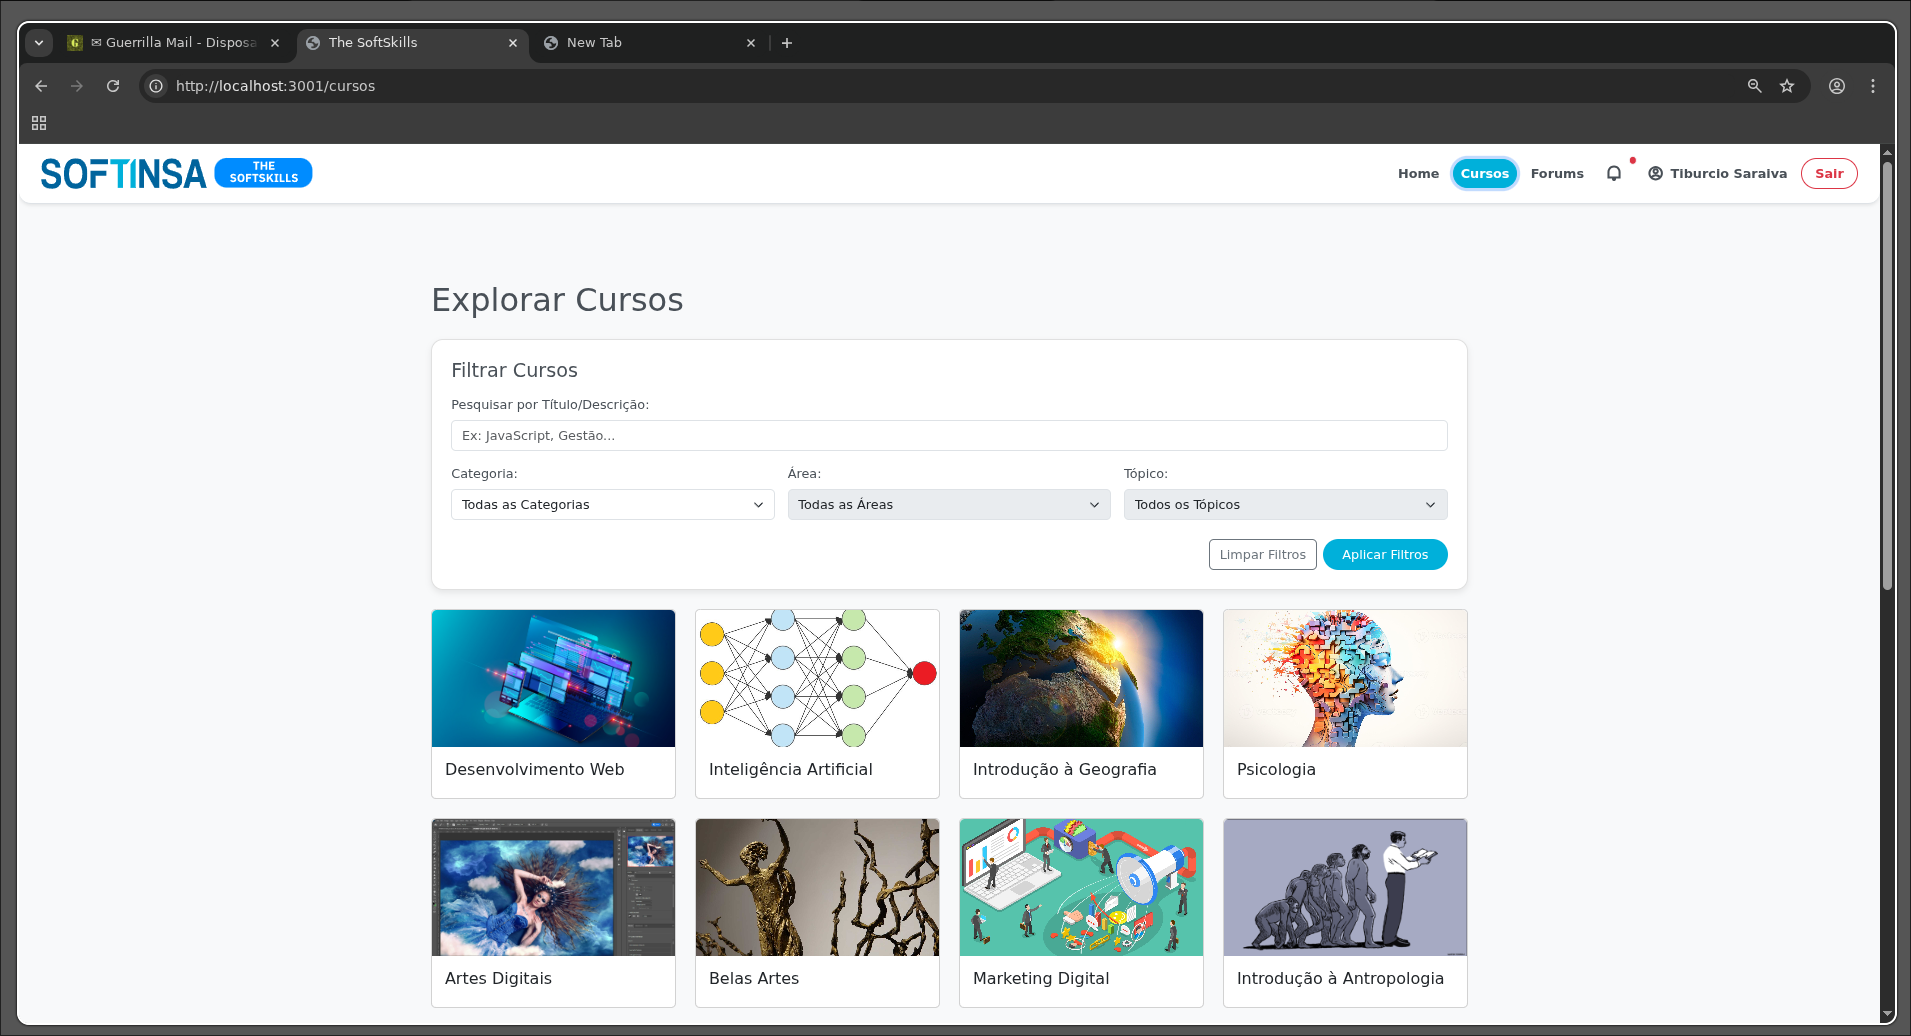 ✉ Guerrilla Mail - Disposa
The SoftSkills
New Tab
http://localhost:3001/cursos
SOFTINSA
THE
SOFTSKILLS
Home
Cursos
Forums
Tiburcio Saraiva
Sair
Explorar Cursos
Filtrar Cursos
Pesquisar por Título/Descrição:
Ex: JavaScript, Gestão...
Categoria:
Área:
Tópico:
Todas as Categorias
Todas as Áreas
Todos os Tópicos
Limpar Filtros
Aplicar Filtros
Desenvolvimento Web
Inteligência Artificial
Introdução à Geografia
Psicologia
Artes Digitais
Belas Artes
Marketing Digital
Introdução à Antropologia